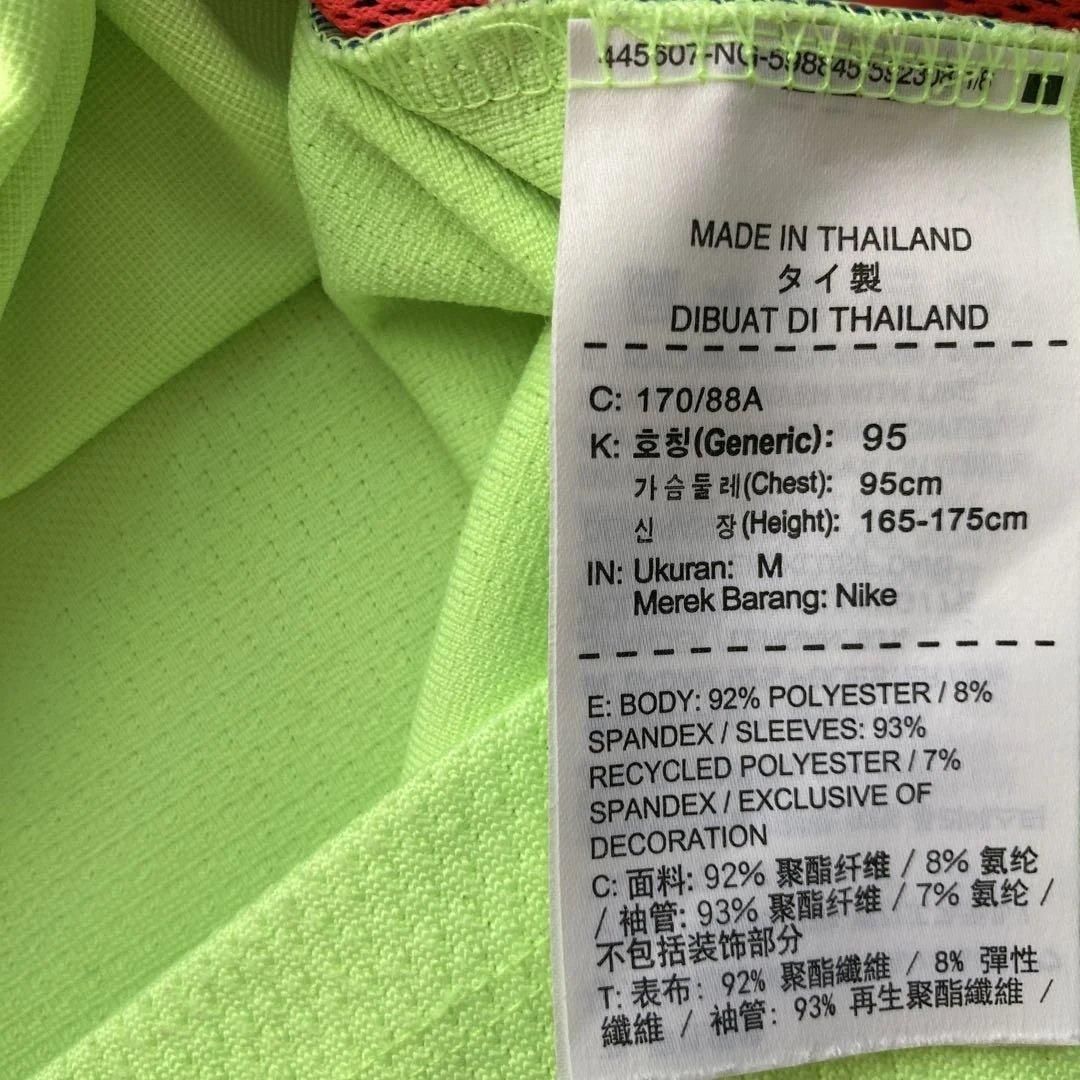 MADE IN THAILAND
タイ製
DIBUAT DI THAILAND
C: 170/88A
K: 호칭(Generic): 95
가슴둘레(Chest): 95cm
신 장(Height): 165-175cm
IN: Ukuran: M
Merek Barang: Nike
E: BODY: 92% POLYESTER / 8%
SPANDEX / SLEEVES: 93%
RECYCLED POLYESTER / 7%
SPANDEX / EXCLUSIVE OF
DECORATION
C: 面料: 92% 聚酯纤维 / 8% 氨纶
/ 袖管: 93% 聚酯纤维 / 7% 氨纶 /
不包括装饰部分
T: 表布: 92% 聚酯纖維 / 8% 彈性
纖維 / 袖管: 93% 再生聚酯纖維 /